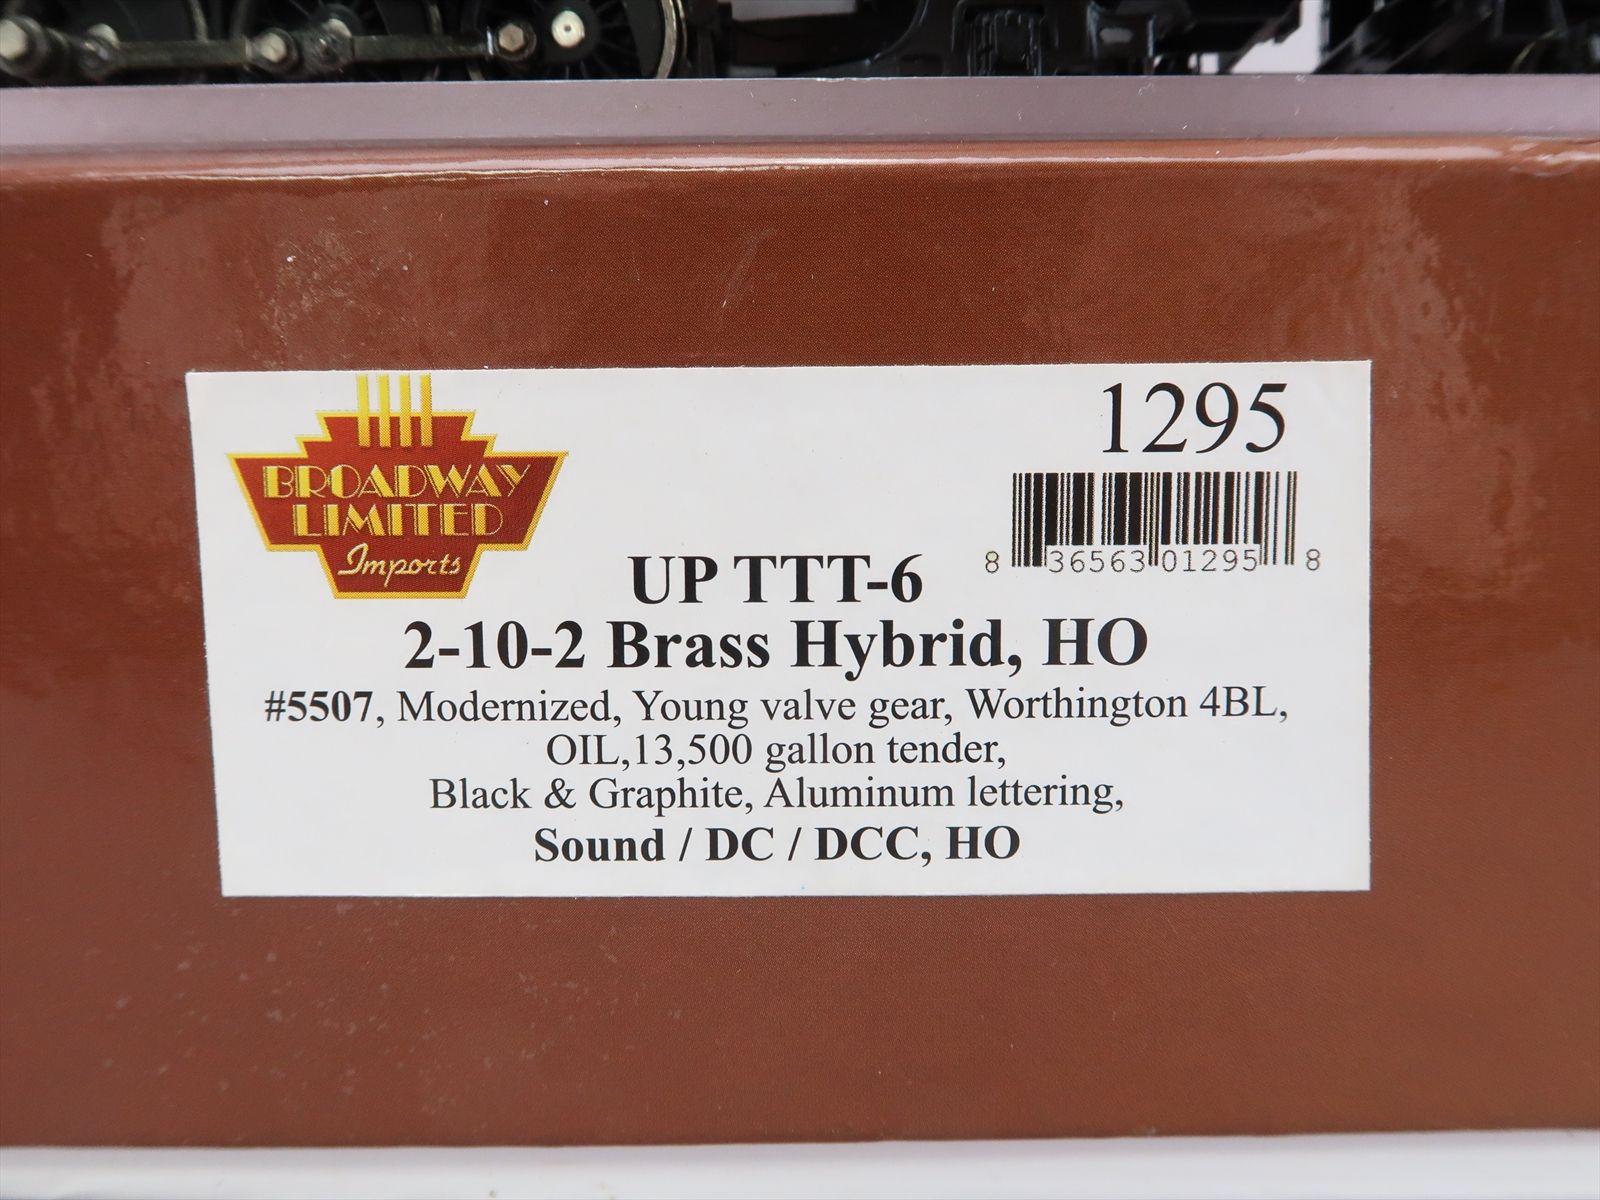 BROADWAY
LIMITED
Imports
1295
8 36563 01295 8
UP TTT-6
2-10-2 Brass Hybrid, HO
#5507, Modernized, Young valve gear, Worthington 4BL,
OIL,13,500 gallon tender,
Black & Graphite, Aluminum lettering,
Sound / DC / DCC, HO